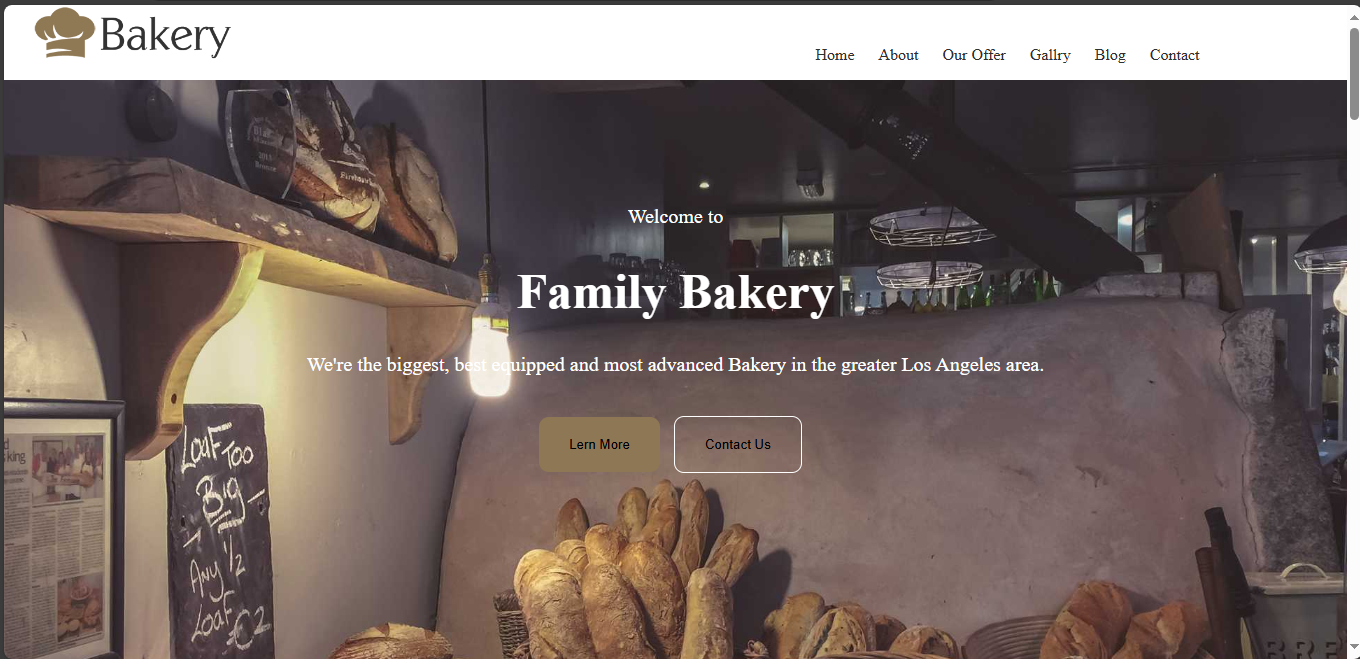 Bakery
Home About Our Offer Gallry Blog Contact
Welcome to
Family Bakery
We're the biggest, best equipped and most advanced Bakery in the greater Los Angeles area.
Lern More Contact Us
LOAF TOO
BIG
ANY 1/2
LOAF €2